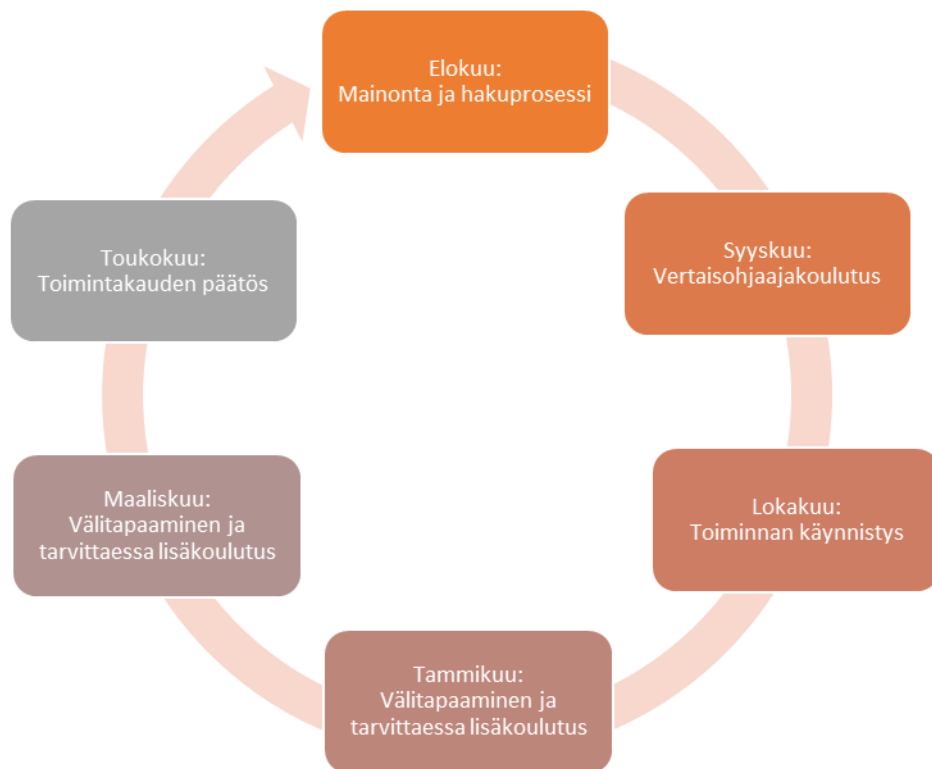 Elokuu:
Mainonta ja hakuprosessi
Syyskuu:
Vertaisohjaajakoulutus
Lokakuu:
Toiminnan käynnistys
Tammikuu:
Välitapaaminen ja
tarvittaessa lisäkoulutus
Maaliskuu:
Välitapaaminen ja
tarvittaessa lisäkoulutus
Toukokuu:
Toimintakauden päätös